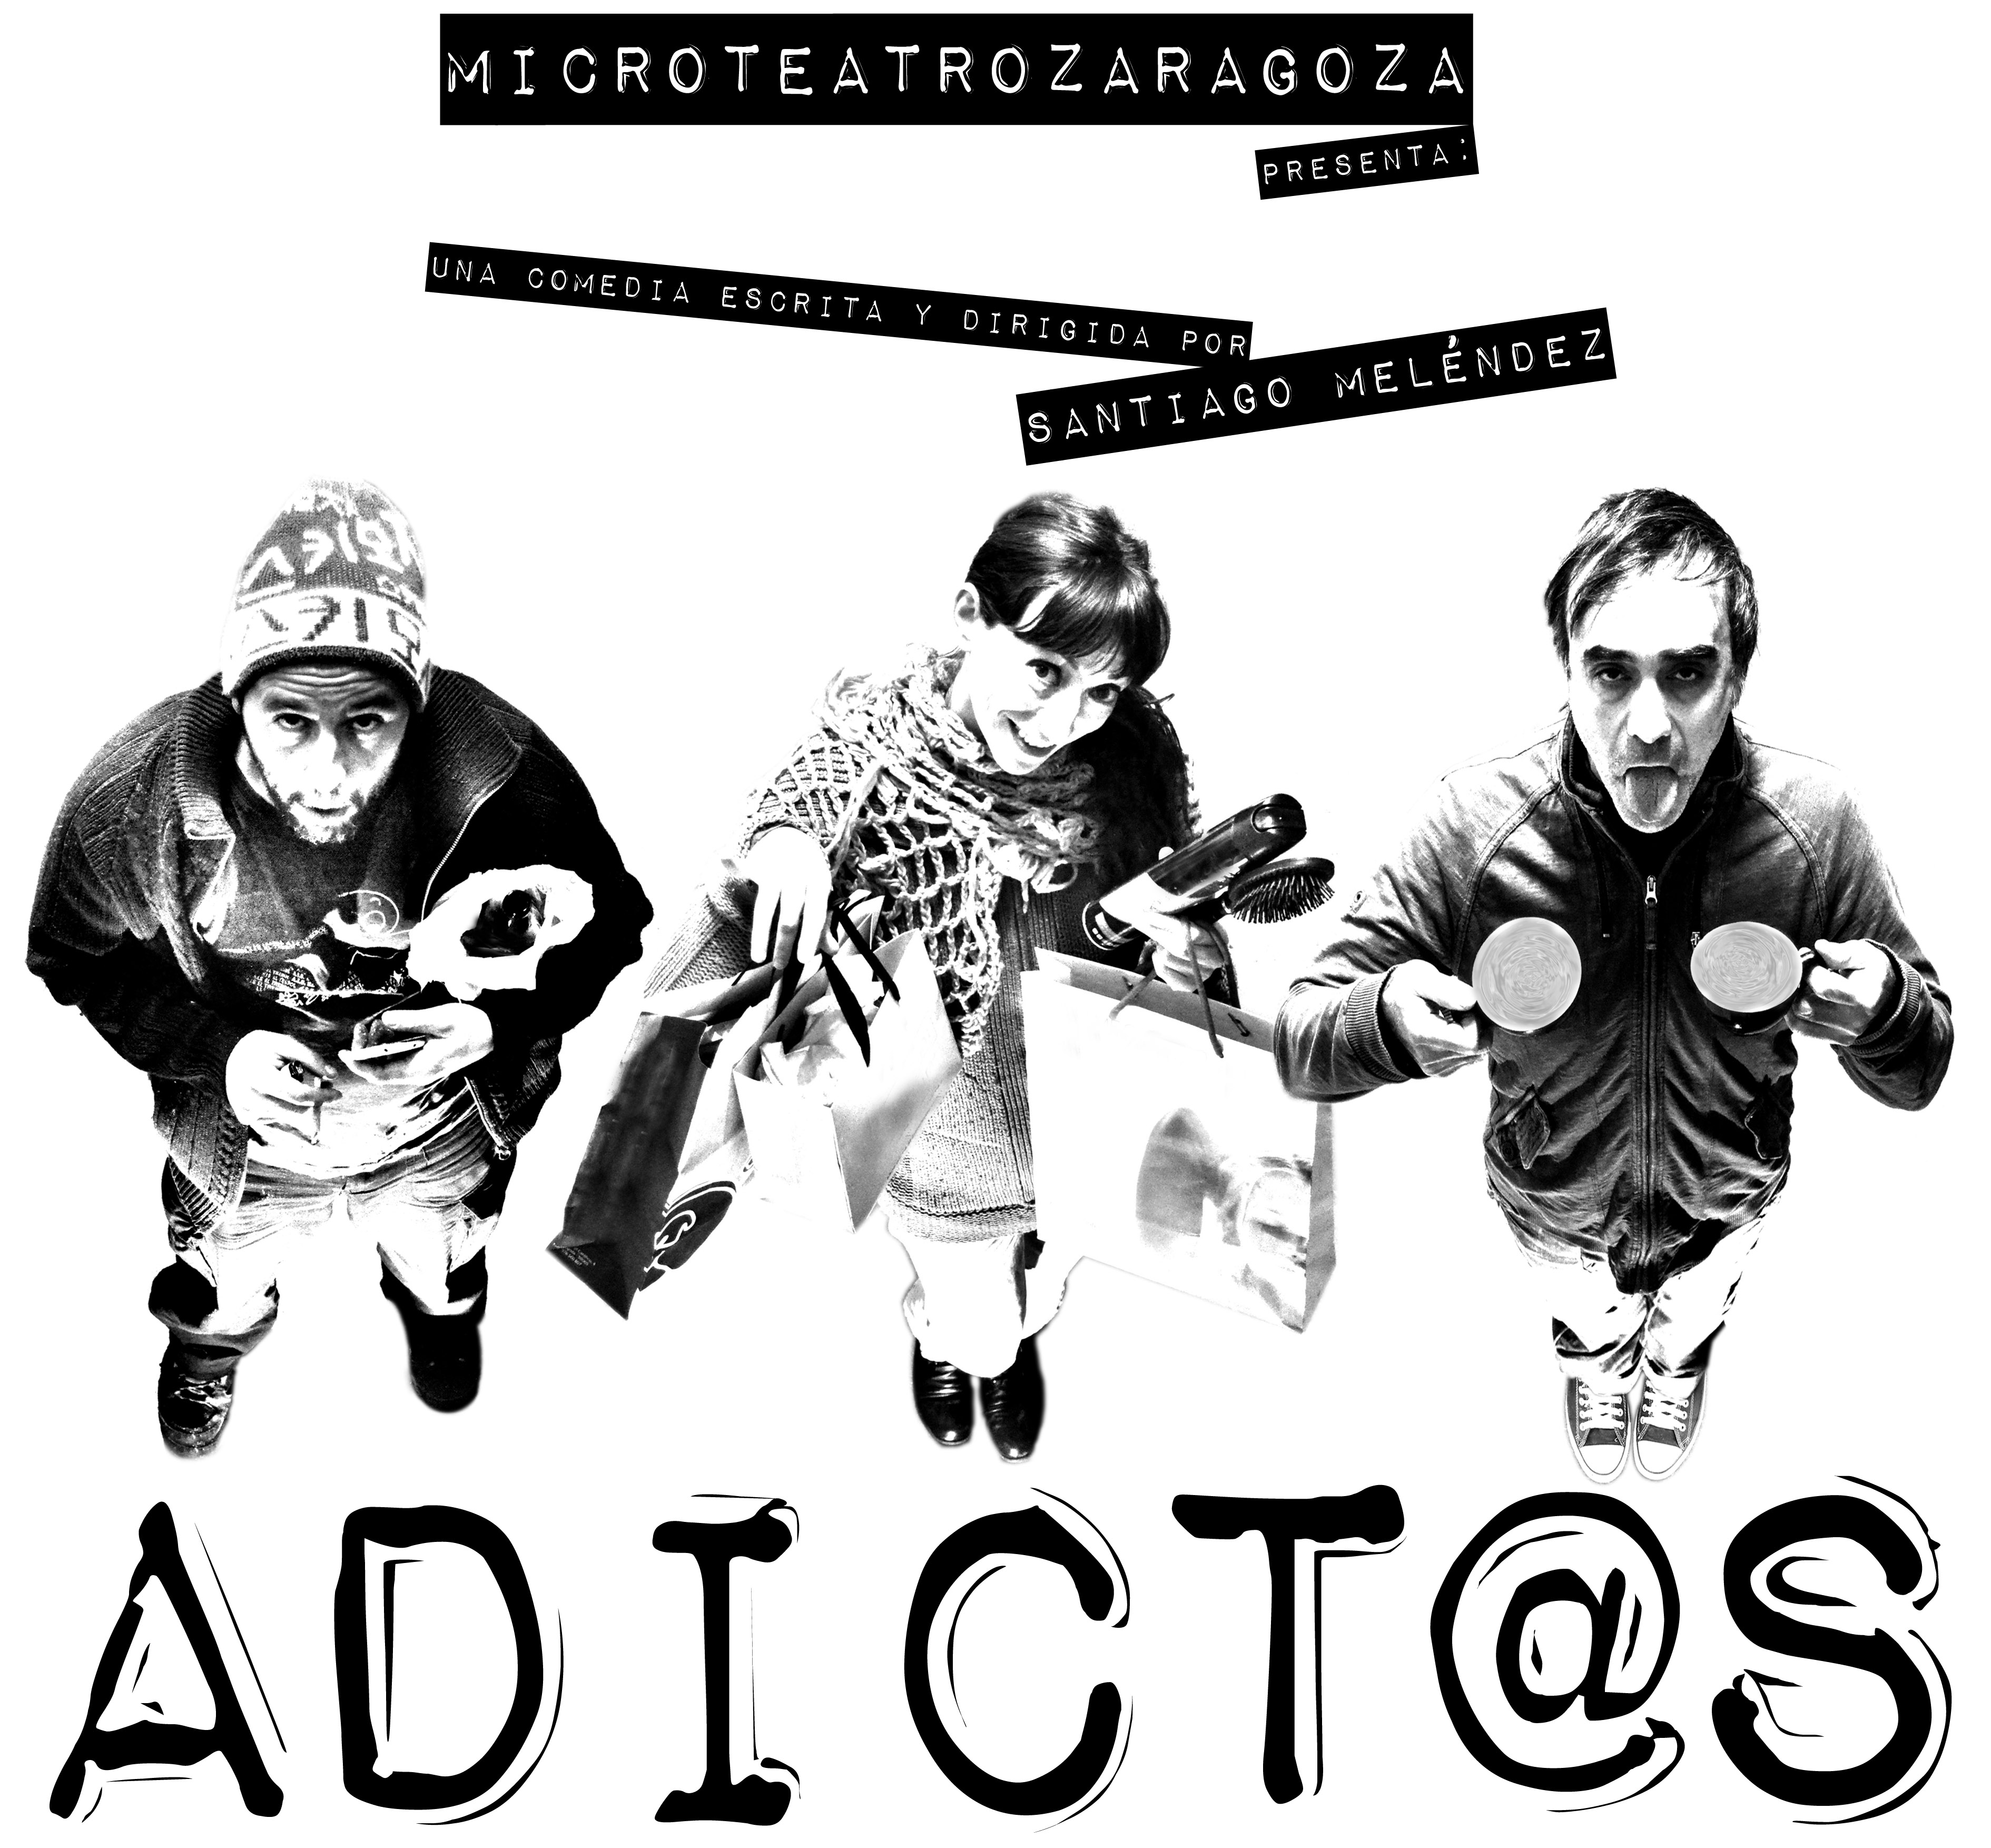 MICROTEATROZARAGOZA
PRESENTA:
UNA COMEDIA ESCRITA Y DIRIGIDA POR
SANTIAGO MELÉNDEZ
ADICT@S